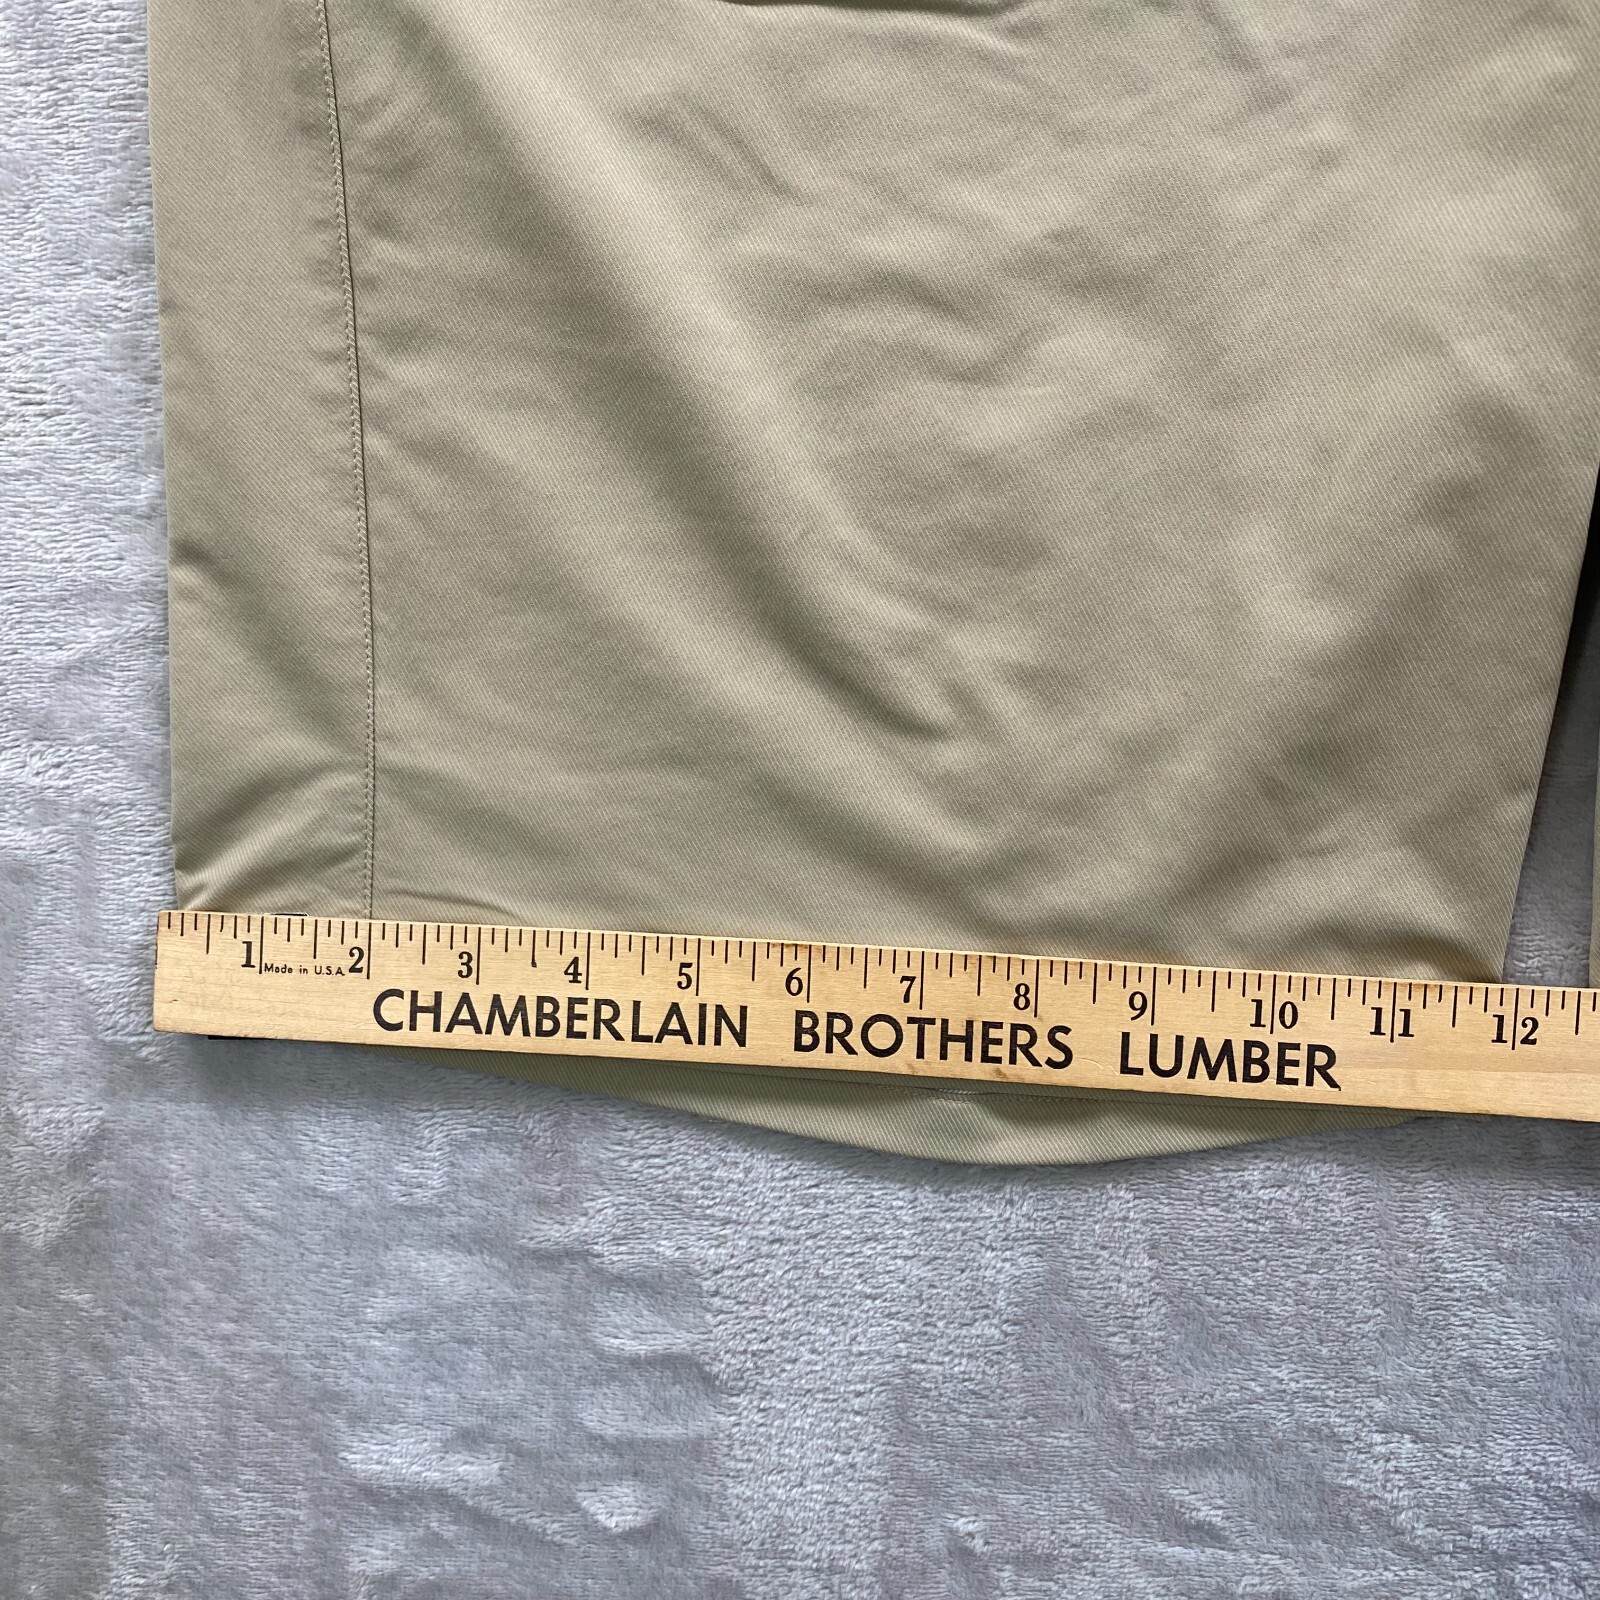 1 2 3 4 5 6 7 8 9 10 11 12
Made in U.S.A.
CHAMBERLAIN BROTHERS LUMBER